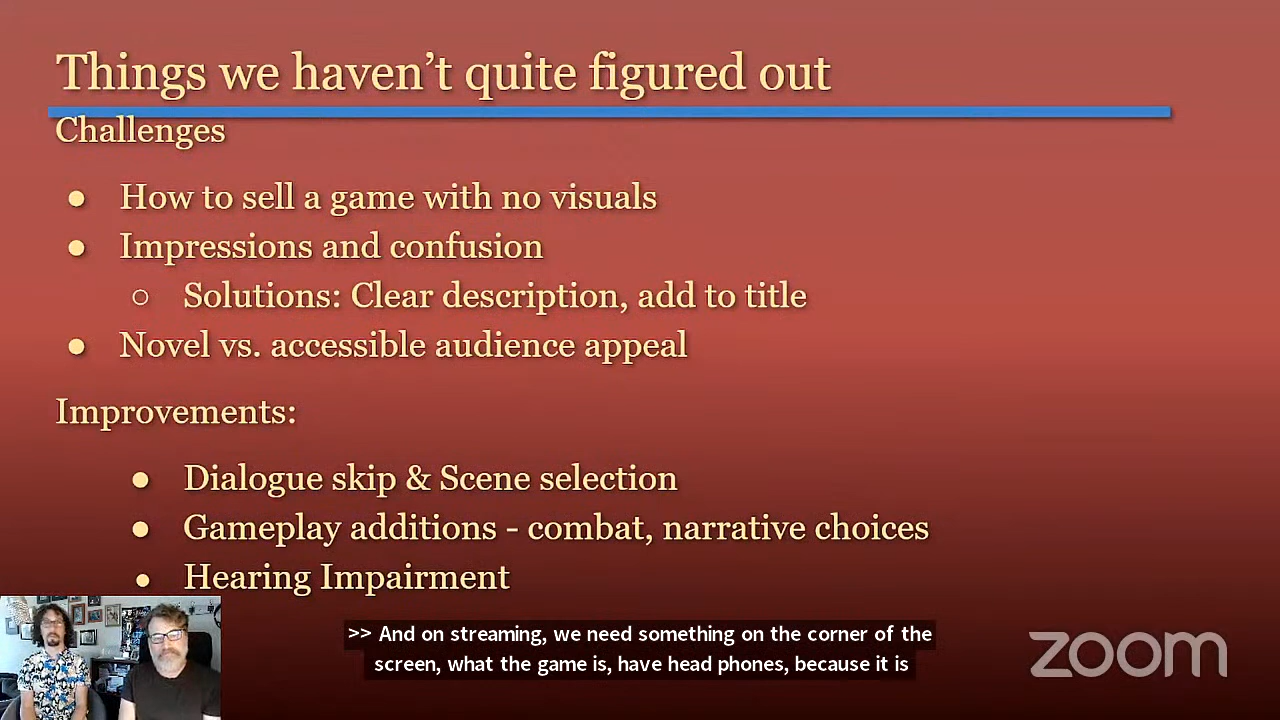 Things we haven't quite figured out
Challenges
● How to sell a game with no visuals
● Impressions and confusion
○ Solutions: Clear description, add to title
● Novel vs. accessible audience appeal
Improvements:
● Dialogue skip & Scene selection
● Gameplay additions - combat, narrative choices
● Hearing Impairment
>> And on streaming, we need something on the corner of the
screen, what the game is, have head phones, because it is
zoom